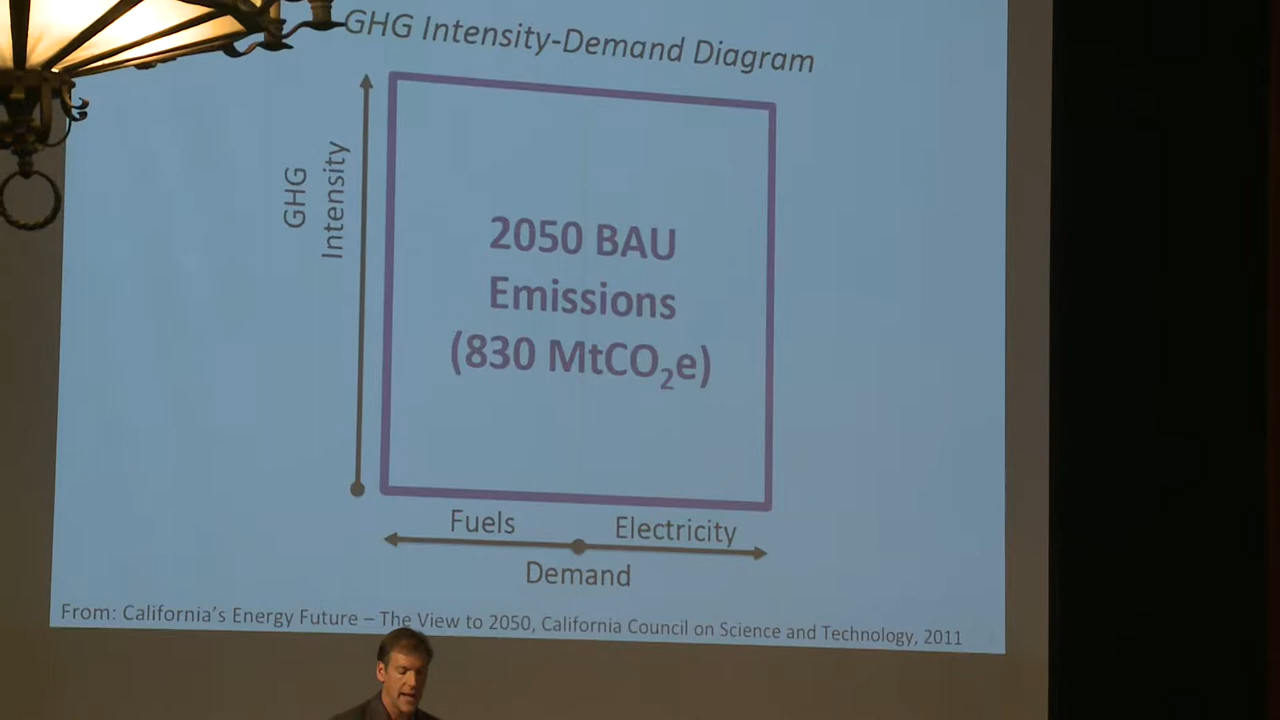 GHG Intensity-Demand Diagram
GHG
Intensity
2050 BAU
Emissions
(830 MtCO₂e)
Fuels
Electricity
Demand
From: California's Energy Future – The View to 2050, California Council on Science and Technology, 2011